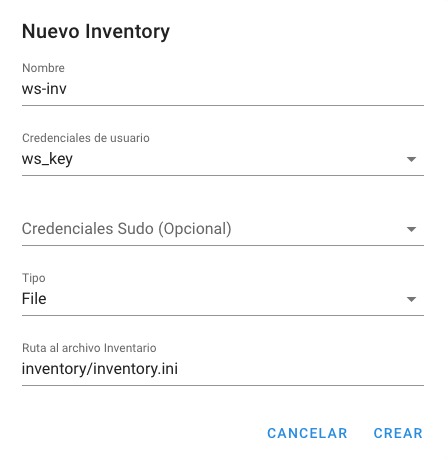 Nuevo Inventory
Nombre
ws-inv
Credenciales de usuario
ws_key
Credenciales Sudo (Opcional)
Tipo
File
Ruta al archivo Inventario
inventory/inventory.ini
CANCELAR CREAR